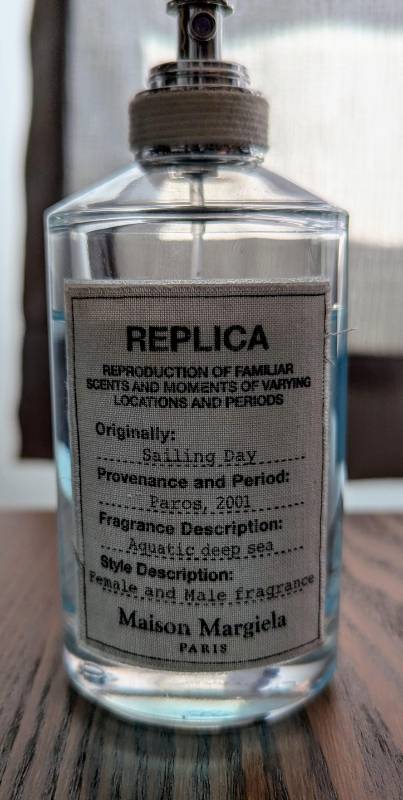 REPLICA
REPRODUCTION OF FAMILIAR
SCENTS AND MOMENTS OF VARYING
LOCATIONS AND PERIODS
Originally:
Sailing Day
Provenance and Period:
Paros, 2001
Fragrance Description:
Aquatic deep sea
Style Description:
Female and Male fragrance
Maison Margiela
PARIS